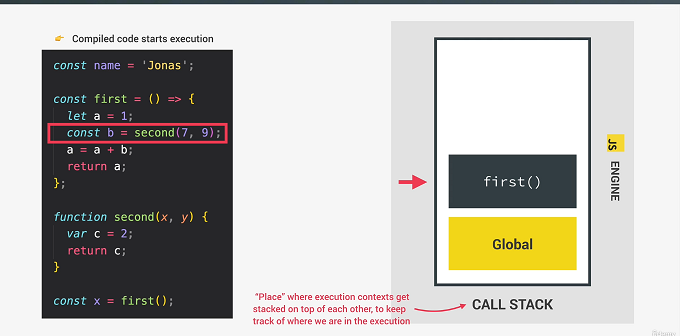 Compiled code starts execution
const name = 'Jonas';
const first = () => {
let a = 1;
const b = second(7, 9);
a = a + b;
return a;
};
function second(x, y) {
var c = 2;
return c;
}
const x = first();
first()
Global
JS
ENGINE
CALL STACK
"Place" where execution contexts get
stacked on top of each other, to keep
track of where we are in the execution